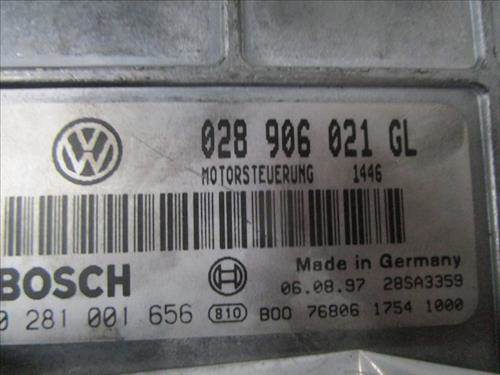 028 906 021 GL
MOTORSTEUERUNG 1446
BOSCH
Made in Germany
06.08.97 28SA3359
0 281 001 656 810 B00 76806 1754 1000